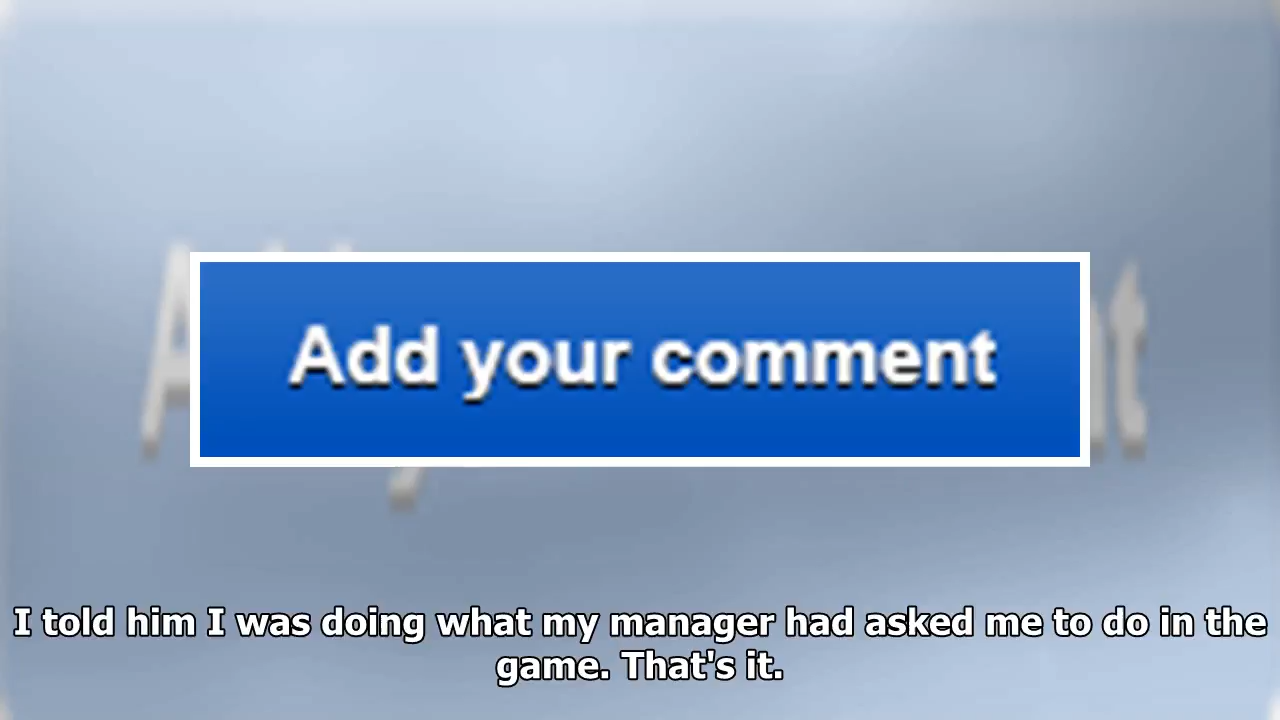 Add your comment
I told him I was doing what my manager had asked me to do in the
game. That's it.